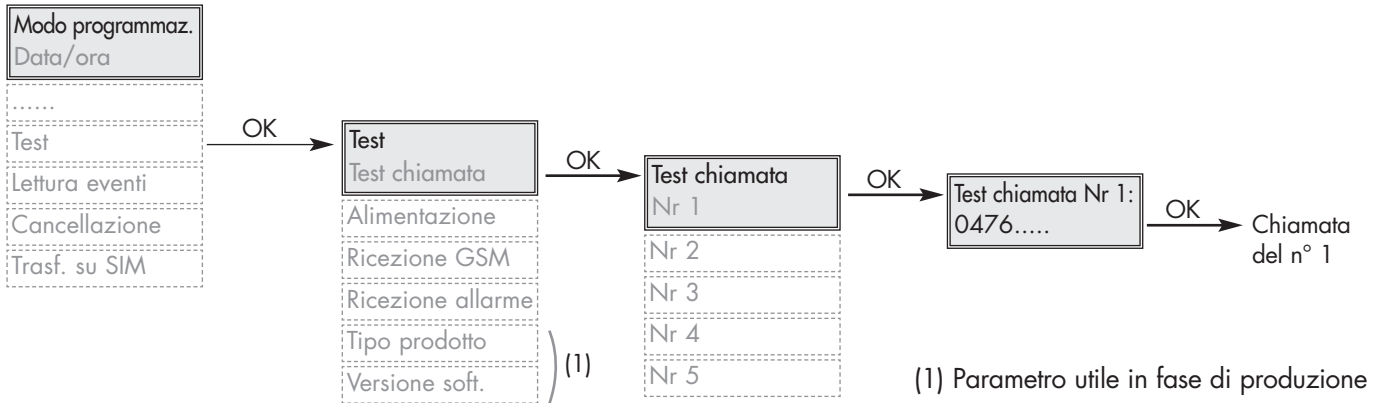 Modo programmaz.
Data/ora
......
Test
Lettura eventi
Cancellazione
Trasf. su SIM
OK
Test
Test chiamata
Alimentazione
Ricezione GSM
Ricezione allarme
Tipo prodotto
Versione soft.
(1)
OK
Test chiamata
Nr 1
Nr 2
Nr 3
Nr 4
Nr 5
OK
Test chiamata Nr 1:
0476.....
OK
Chiamata
del n° 1
(1) Parametro utile in fase di produzione